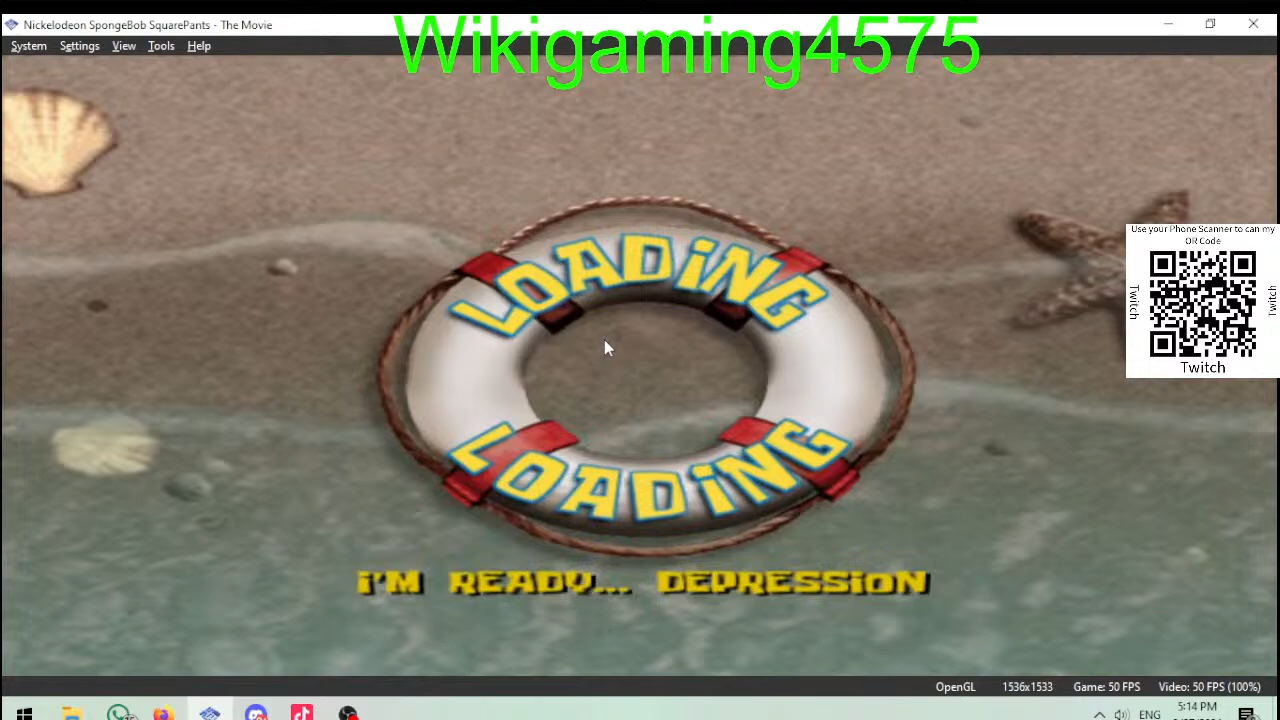 Nickelodeon SpongeBob SquarePants - The Movie
Wikigaming4575
System Settings View Tools Help
Use your Phone Scanner to can my
QR Code
Twitch
Twitch
Twitch
LOADiNG
LOADiNG
i'M READY... DEPRESSiON
OpenGL 1536x1533 Game: 50 FPS Video: 50 FPS (100%)
ENG
5:14 PM